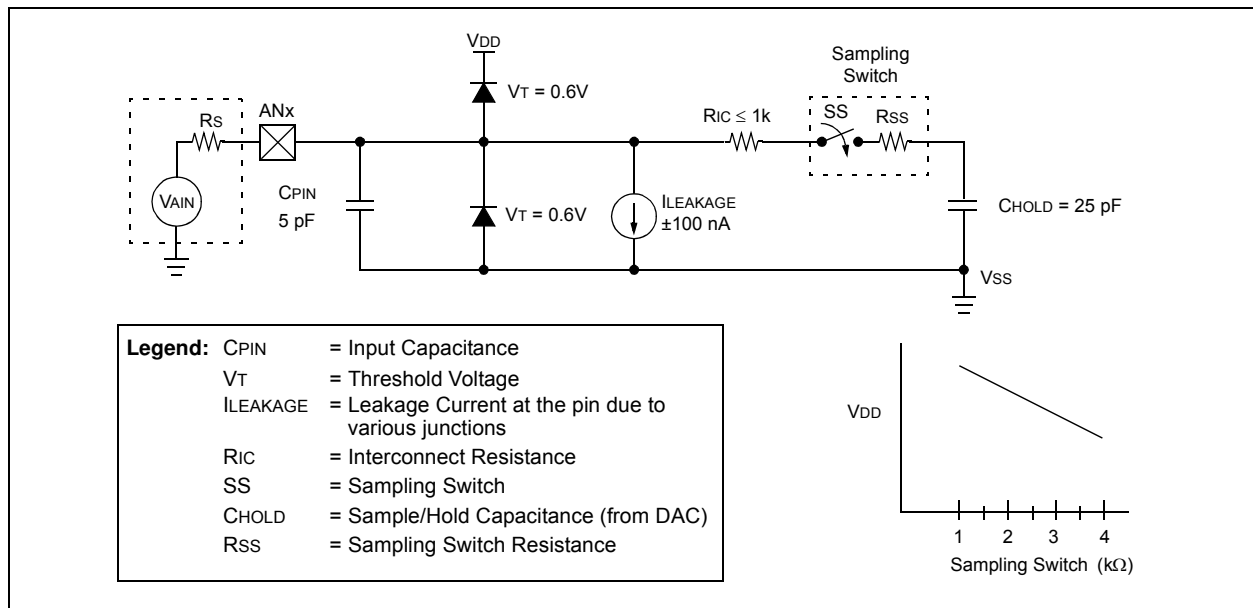 VDD
Sampling
Switch
VT = 0.6V
ANx
RS
RIC ≤ 1k
SS
RSS
VAIN
CPIN
5 pF
VT = 0.6V
ILEAKAGE
±100 nA
CHOLD = 25 pF
VSS
Legend: CPIN = Input Capacitance
VT = Threshold Voltage
ILEAKAGE = Leakage Current at the pin due to
various junctions
RIC = Interconnect Resistance
SS = Sampling Switch
CHOLD = Sample/Hold Capacitance (from DAC)
RSS = Sampling Switch Resistance
VDD
1 2 3 4
Sampling Switch (kΩ)